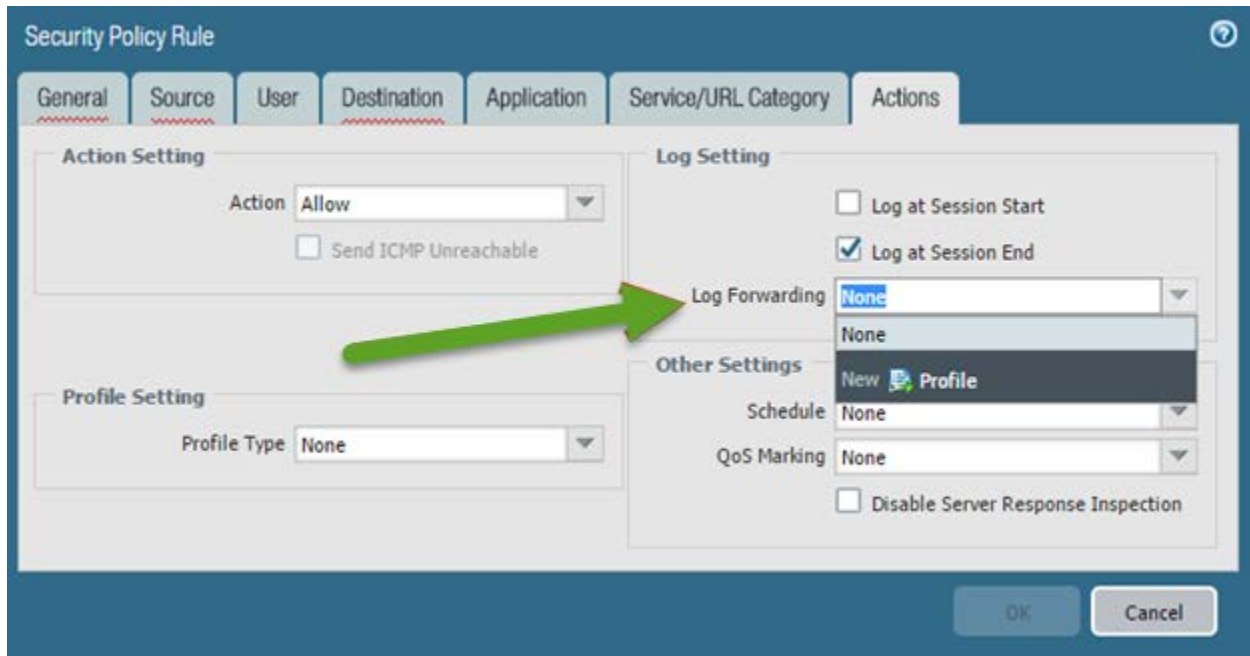 Security Policy Rule
General Source User Destination Application Service/URL Category Actions
Action Setting
Action Allow
Send ICMP Unreachable
Log Setting
Log at Session Start
Log at Session End
Log Forwarding None
None
New Profile
Profile Setting
Profile Type None
Other Settings
Schedule None
QoS Marking None
Disable Server Response Inspection
OK Cancel